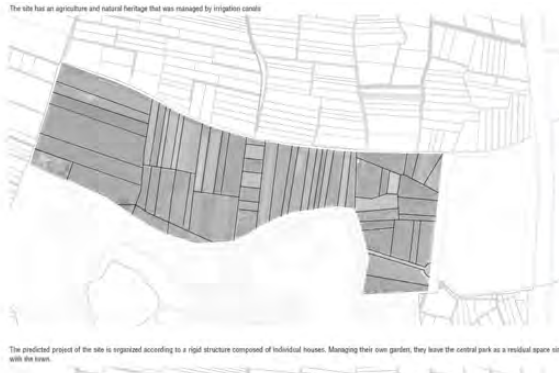 The site has an agriculture and natural heritage that was managed by irrigation canals
The predicted project of the site is organized according to a rigid structure composed of individual houses. Managing their own garden, they leave the central park as a residual space
with the town.